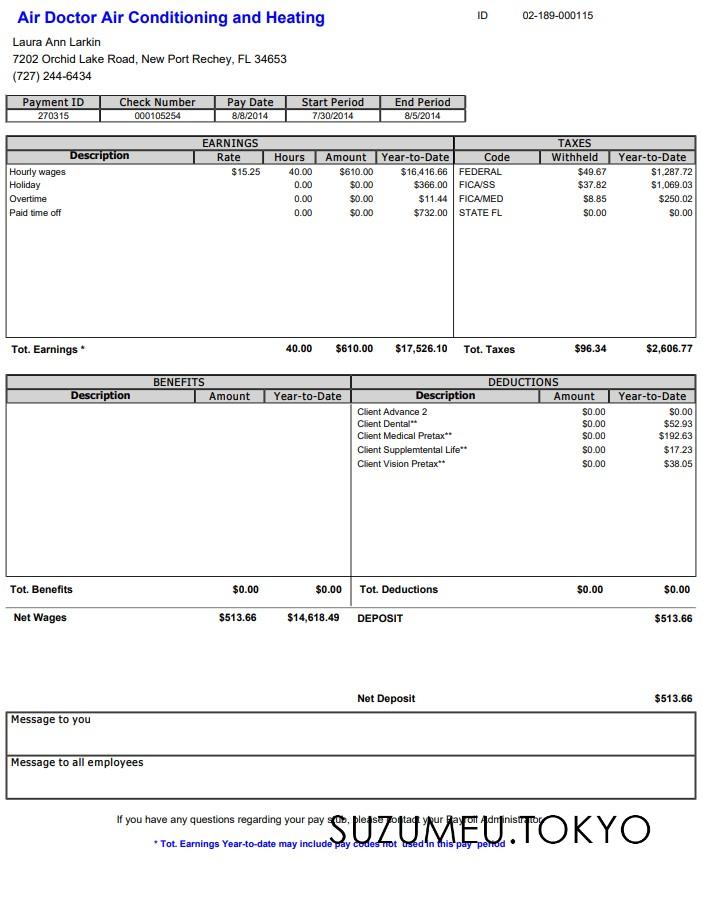 Air Doctor Air Conditioning and Heating ID 02-189-000115
Laura Ann Larkin
7202 Orchid Lake Road, New Port Rechey, FL 34653
(727) 244-6434
Payment ID Check Number Pay Date Start Period End Period
270315 000105254 8/8/2014 7/30/2014 8/5/2014
EARNINGS TAXES
Description Rate Hours Amount Year-to-Date Code Withheld Year-to-Date
Hourly wages $15.25 40.00 $610.00 $16,416.66 FEDERAL $49.67 $1,287.72
Holiday 0.00 $0.00 $366.00 FICA/SS $37.82 $1,069.03
Overtime 0.00 $0.00 $11.44 FICA/MED $8.85 $250.02
Paid time off 0.00 $0.00 $732.00 STATE FL $0.00 $0.00
Tot. Earnings * 40.00 $610.00 $17,526.10 Tot. Taxes $96.34 $2,606.77
BENEFITS DEDUCTIONS
Description Amount Year-to-Date Description Amount Year-to-Date
Client Advance 2 $0.00 $0.00
Client Dental** $0.00 $52.93
Client Medical Pretax** $0.00 $192.63
Client Supplemtental Life** $0.00 $17.23
Client Vision Pretax** $0.00 $38.05
Tot. Benefits $0.00 $0.00 Tot. Deductions $0.00 $0.00
Net Wages $513.66 $14,618.49 DEPOSIT $513.66
Net Deposit $513.66
Message to you
Message to all employees
If you have any questions regarding your pay stub, please contact your Payroll Administrator
SUZUMEU.TOKYO
* Tot. Earnings Year-to-date may include pay codes not used in this pay period